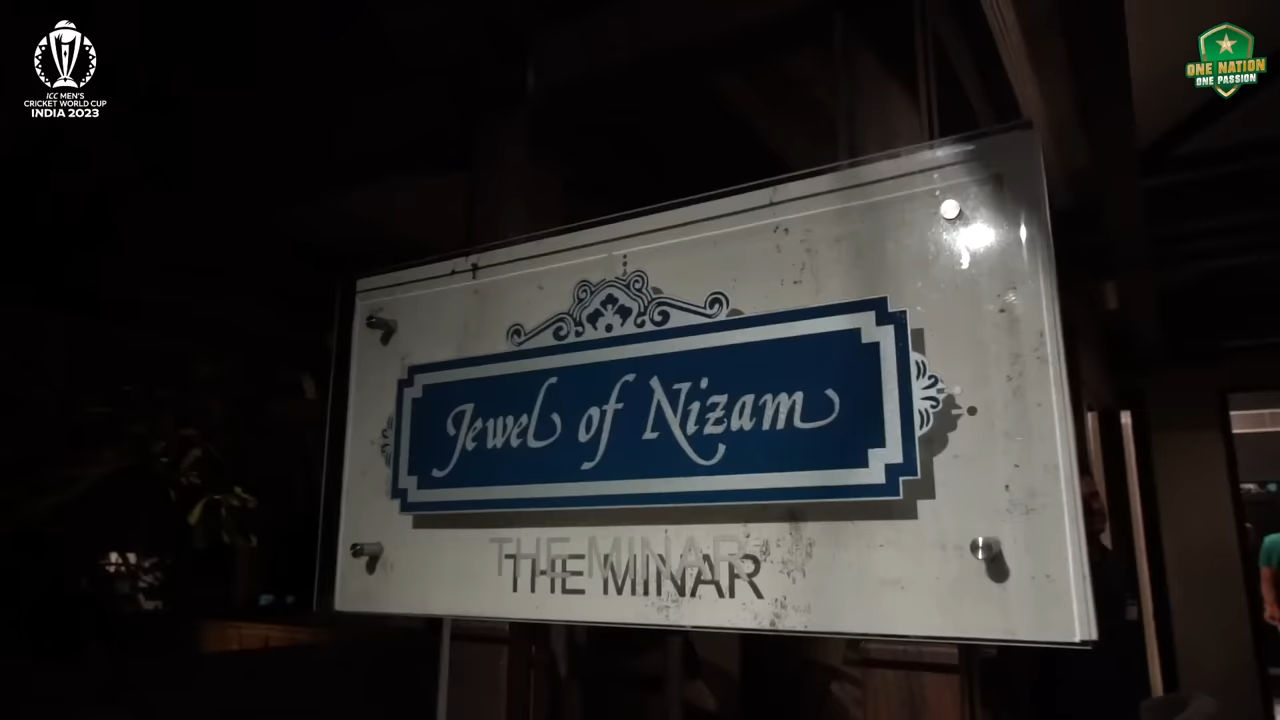 ICC MEN'S
CRICKET WORLD CUP
INDIA 2023
ONE NATION
ONE PASSION
Jewel of Nizam
THE MINAR